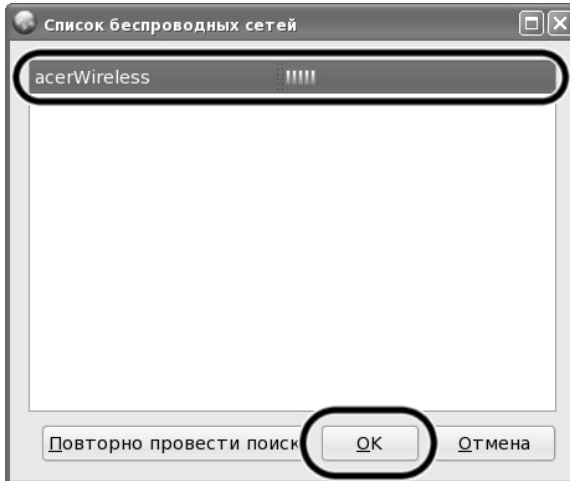 Список беспроводных сетей
acerWireless
Повторно провести поиск
OK
Отмена